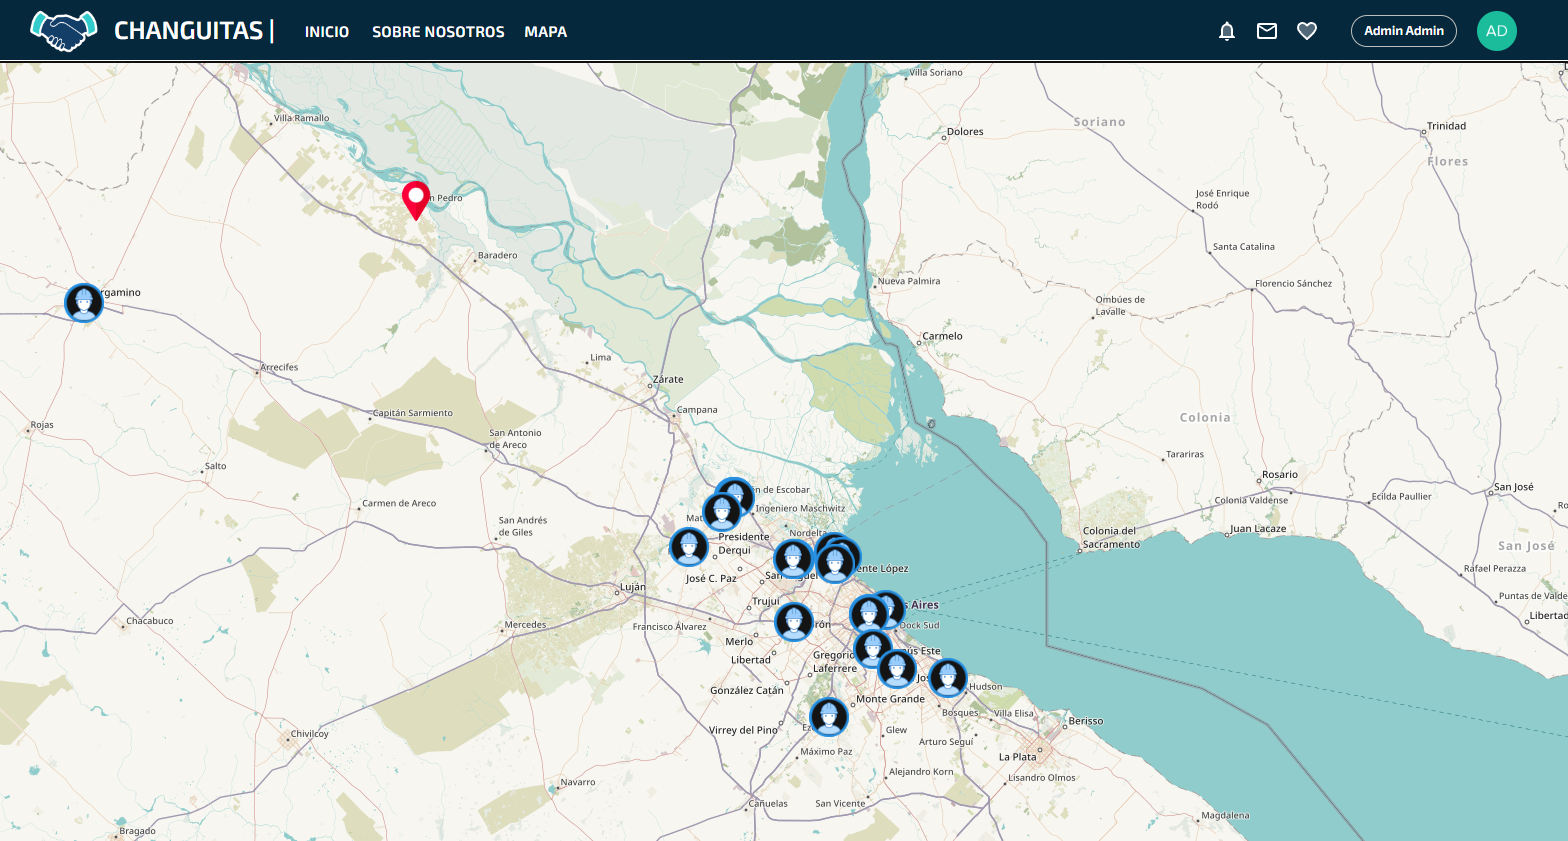 CHANGUITAS |
INICIO
SOBRE NOSOTROS
MAPA
Admin Admin
AD
Villa Soriano
Villa Ramallo
Soriano
Dolores
Trinidad
Flores
n Pedro
José Enrique
Rodó
Santa Catalina
Baradero
rgamino
Nueva Palmira
Florencio Sánchez
Ombúes de
Lavalle
Carmelo
Lima
Arrecifes
Zárate
Capitán Sarmiento
Campana
Colonia
Rojas
San Antonio
de Areco
Tarariras
Salto
Rosario
San José
n de Escobar
Ecilda Paullier
Colonia Valdense
Carmen de Areco
Ingeniero Maschwitz
Mat
San Andrés
de Giles
Nordelta
Juan Lacaze
Colonia del
Sacramento
Presidente
Derqui
San José
ente López
Rafael Perazza
José C. Paz
Luján
Puntas de Valde
Trujui
s Aires
Libertad
Chacabuco
Mercedes
Francisco Álvarez
rón
Dock Sud
Merlo
Libertad
Gregorio
Laferrere
ús Este
González Catán
Jos
Hudson
Monte Grande
Bosques
Villa Elisa
Berisso
Virrey del Pino
Ez
Glew
Arturo Seguí
Chivilcoy
Máximo Paz
La Plata
Alejandro Korn
Lisandro Olmos
Navarro
Cañuelas
San Vicente
Magdalena
Bragado